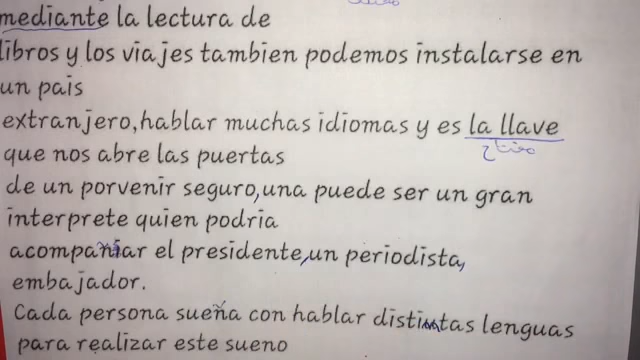 mediante la lectura de
libros y los viajes tambien podemos instalarse en
un pais
extranjero,hablar muchas idiomas y es la llave
que nos abre las puertas
de un porvenir seguro,una puede ser un gran
interprete quien podria
acompañar el presidente,un periodista,
embajador.
Cada persona sueña con hablar distintas lenguas
para realizar este sueno